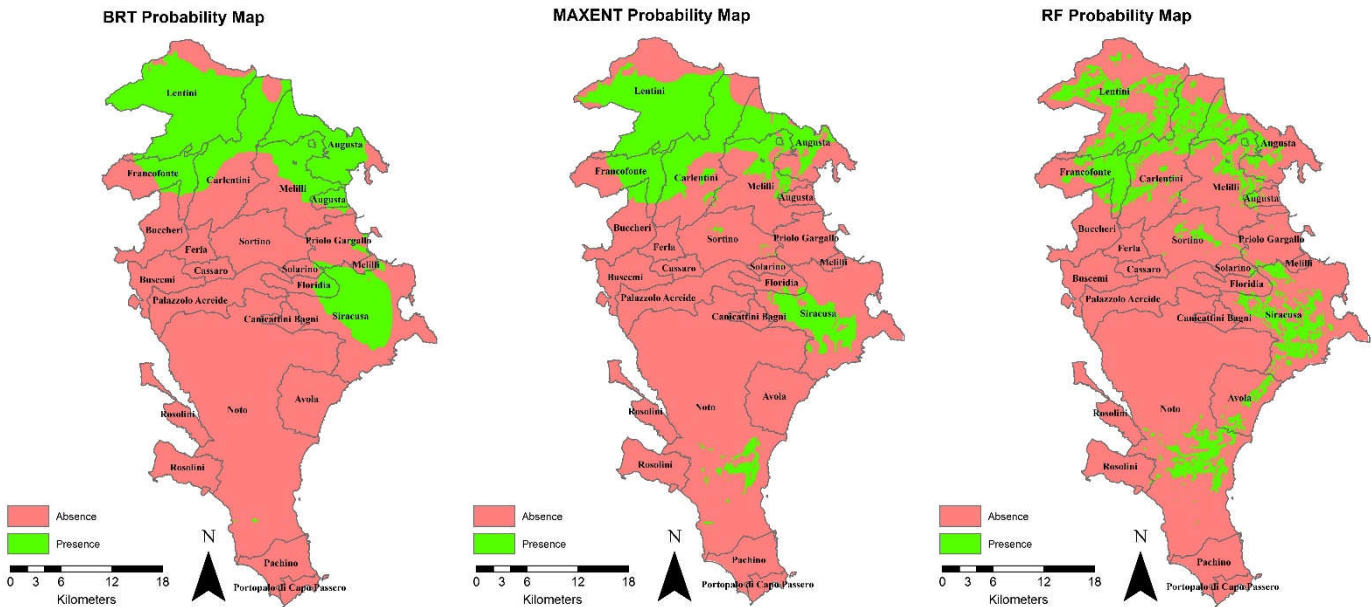 BRT Probability Map
Lentini
Augusta
Francofonte
Carlentini
Melilli
Augusta
Buccheri
Ferla
Sortino
Priolo Gargallo
Melilli
Buscemi
Cassaro
Solarino
Floridia
Palazzolo Acreide
Canicattini Bagni
Siracusa
Noto
Avola
Rosolini
Rosolini
Absence
Presence
N
Pachino
Portopalo di Capo Passero
0 3 6 12 18
Kilometers
MAXENT Probability Map
Lentini
Augusta
Francofonte
Carlentini
Melilli
Augusta
Buccheri
Ferla
Sortino
Priolo Gargallo
Melilli
Buscemi
Cassaro
Solarino
Floridia
Palazzolo Acreide
Canicattini Bagni
Siracusa
Noto
Avola
Rosolini
Rosolini
Absence
Presence
N
Pachino
Portopalo di Capo Passero
0 3 6 12 18
Kilometers
RF Probability Map
Lentini
Augusta
Francofonte
Carlentini
Melilli
Augusta
Buccheri
Ferla
Sortino
Priolo Gargallo
Melilli
Buscemi
Cassaro
Solarino
Floridia
Palazzolo Acreide
Canicattini Bagni
Siracusa
Noto
Avola
Rosolini
Rosolini
Absence
Presence
N
Pachino
Portopalo di Capo Passero
0 3 6 12 18
Kilometers